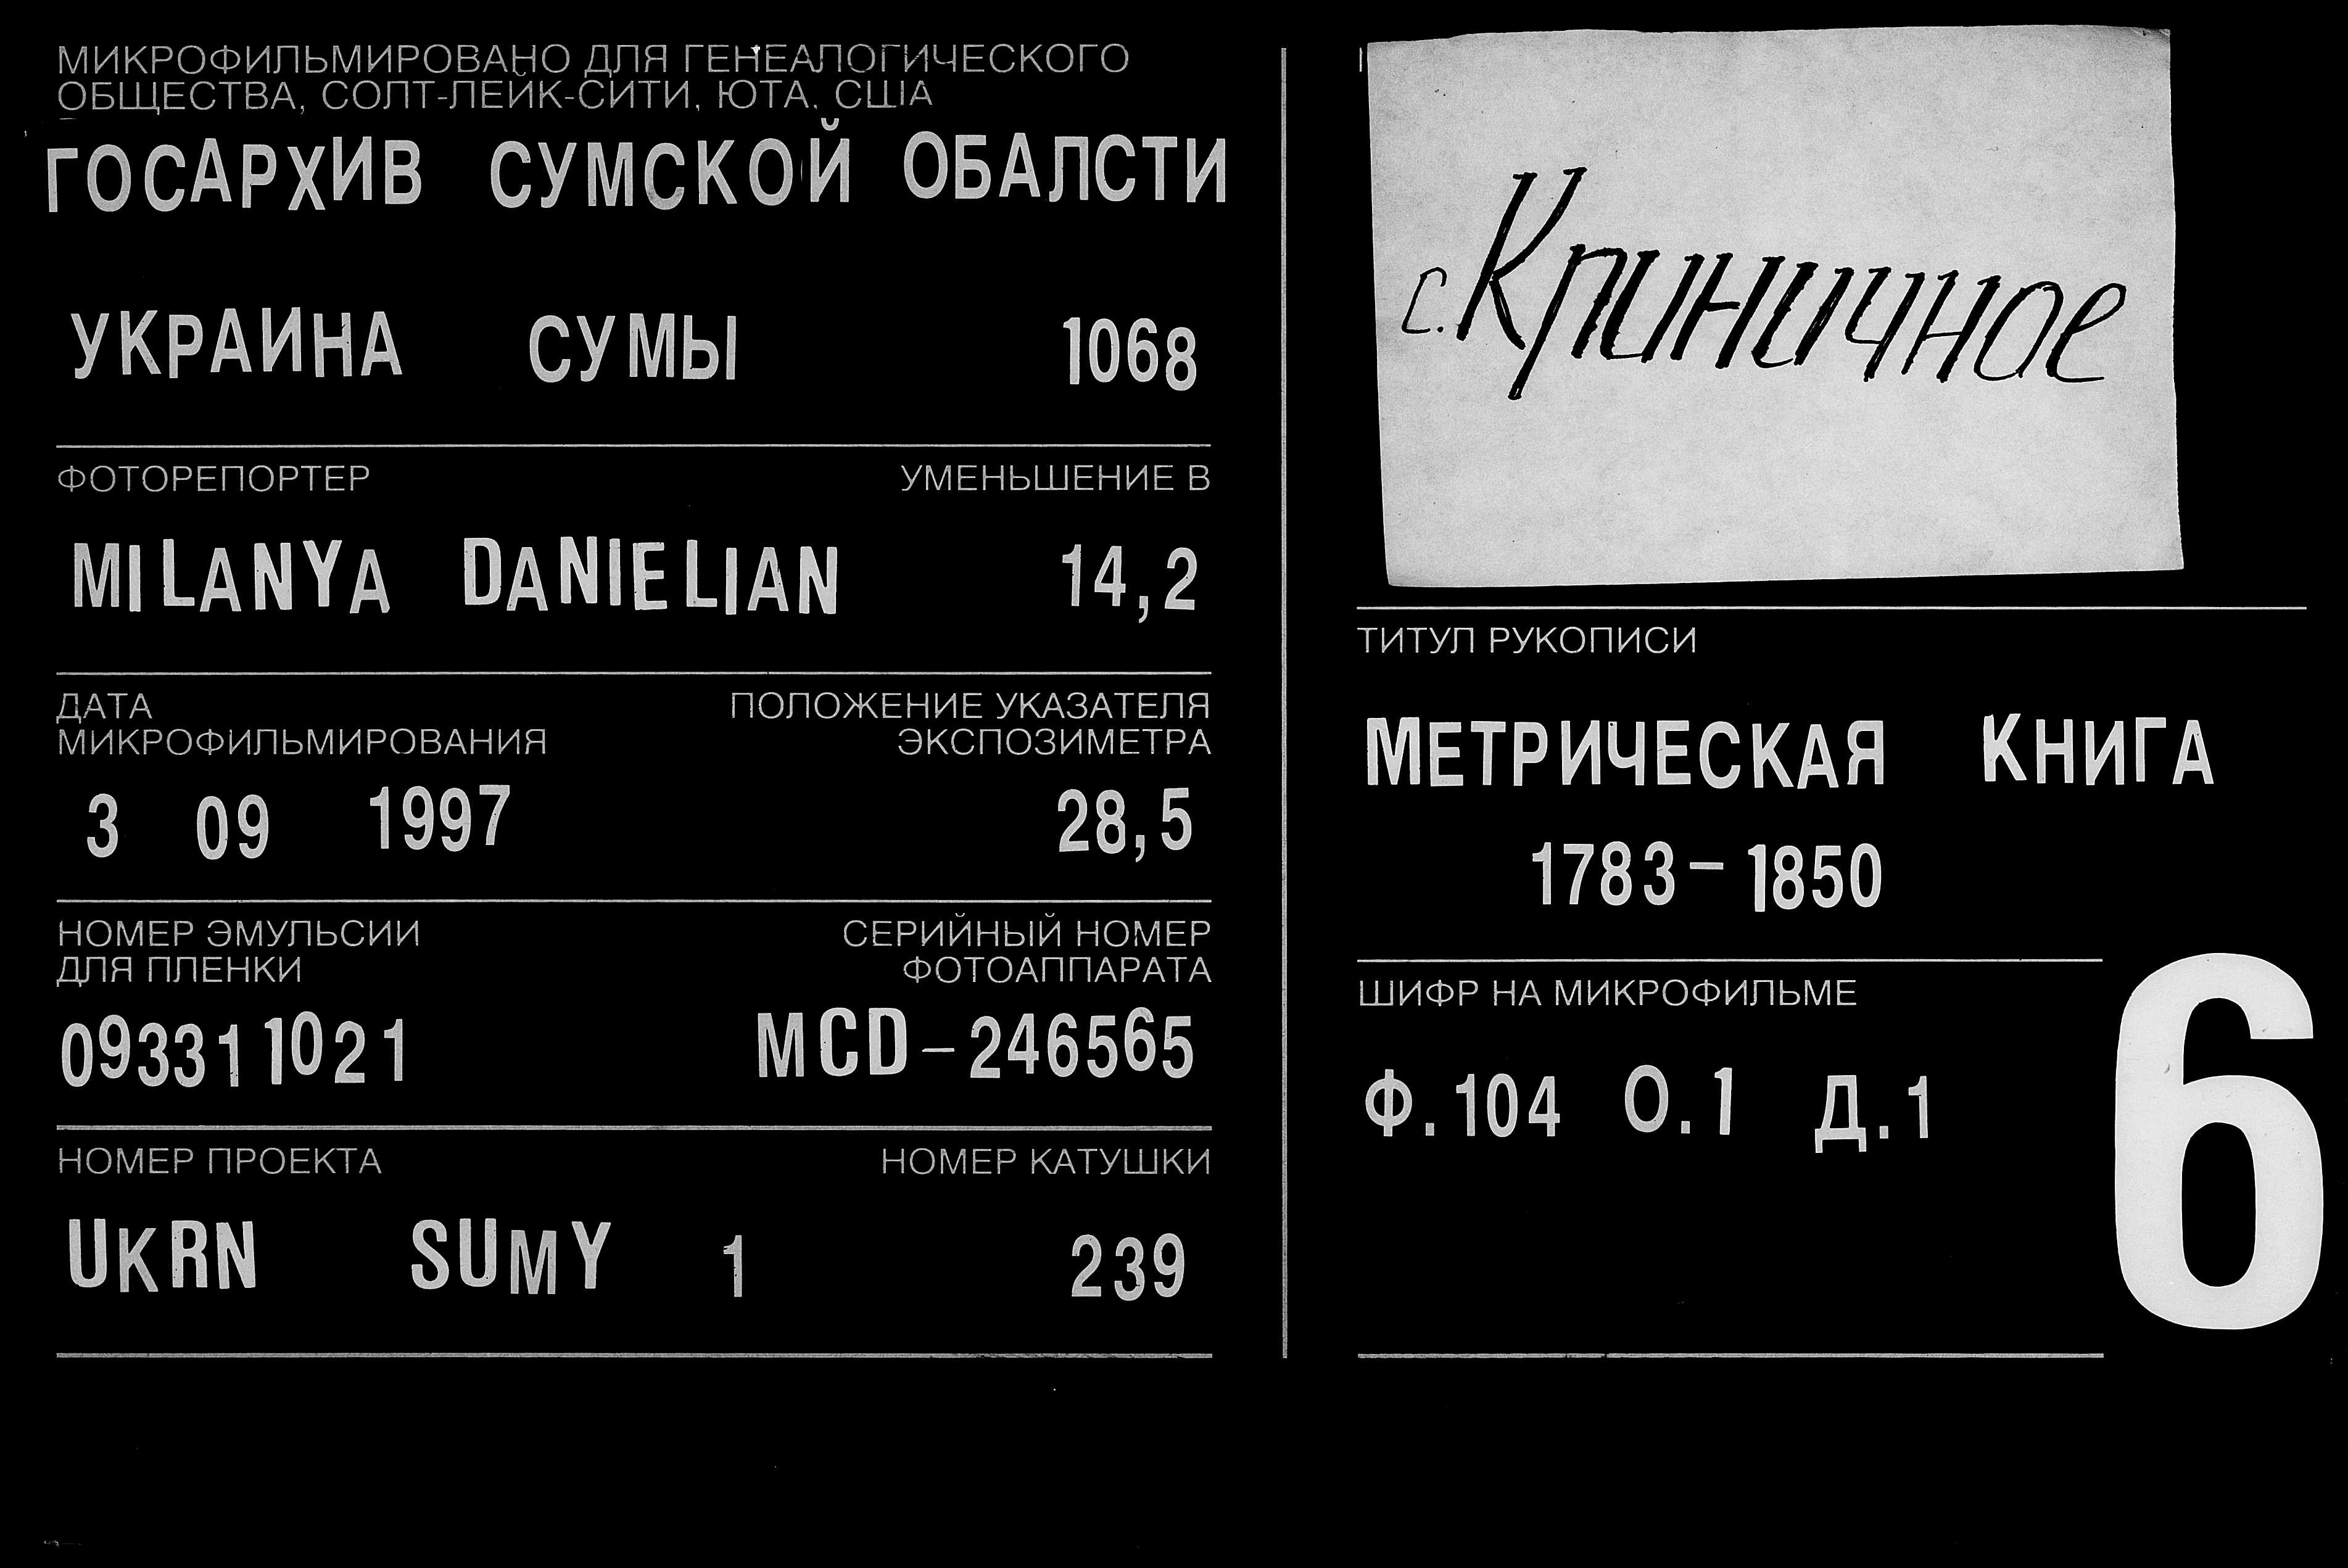 МИКРОФИЛЬМИРОВАНО ДЛЯ ГЕНЕАЛОГИЧЕСКОГО
ОБЩЕСТВА, СОЛТ-ЛЕЙК-СИТИ, ЮТА, США
ГОСАРХИВ СУМСКОЙ ОБАЛСТИ
УКРАИНА СУМЫ 1068
ФОТОРЕПОРТЕР УМЕНЬШЕНИЕ В
MILANYA DANIELIAN 14,2
ДАТА ПОЛОЖЕНИЕ УКАЗАТЕЛЯ
МИКРОФИЛЬМИРОВАНИЯ ЭКСПОЗИМЕТРА
3 09 1997 28,5
НОМЕР ЭМУЛЬСИИ СЕРИЙНЫЙ НОМЕР
ДЛЯ ПЛЕНКИ ФОТОАППАРАТА
093311021 MCD-246565
НОМЕР ПРОЕКТА НОМЕР КАТУШКИ
UKRN SUMY 1 239
с. Криничное
ТИТУЛ РУКОПИСИ
МЕТРИЧЕСКАЯ КНИГА
1783-1850
ШИФР НА МИКРОФИЛЬМЕ
Ф.104 О.1 Д.1
6